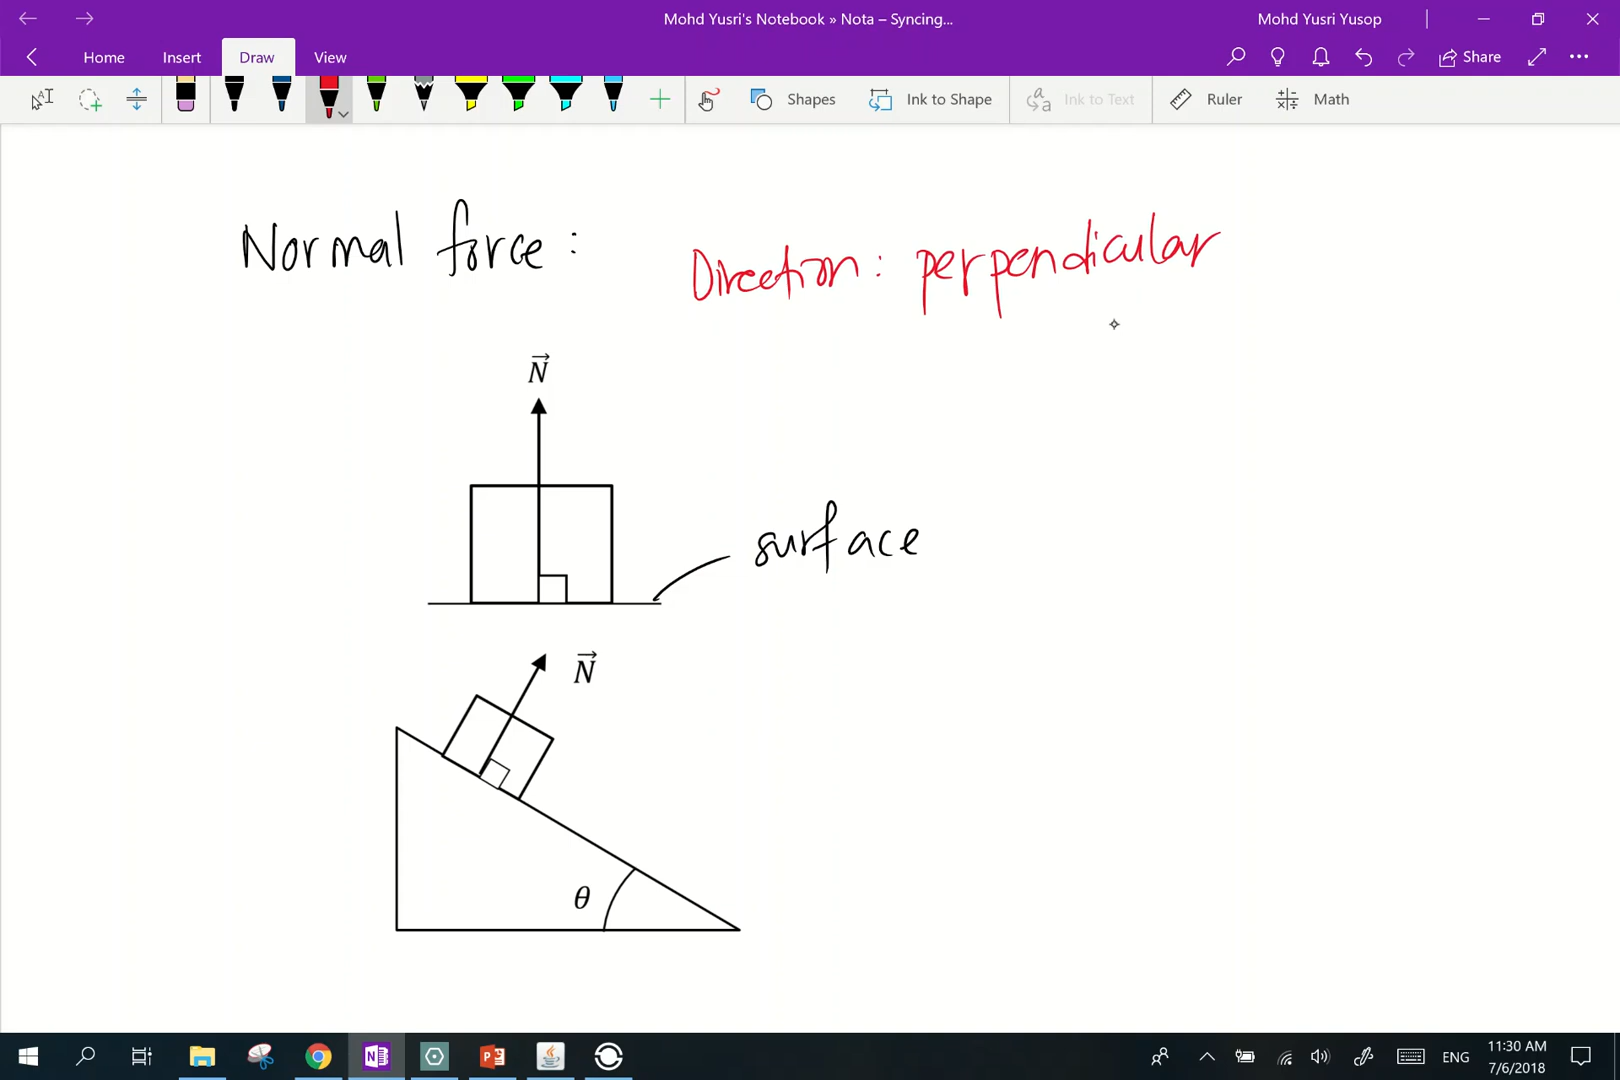 Mohd Yusri's Notebook » Nota – Syncing...
Mohd Yusri Yusop
Home Insert Draw View
Share
Shapes Ink to Shape Ink to Text Ruler Math
Normal force :
Direction : perpendicular
N⃗
surface
N⃗
θ
ENG
11:30 AM
7/6/2018